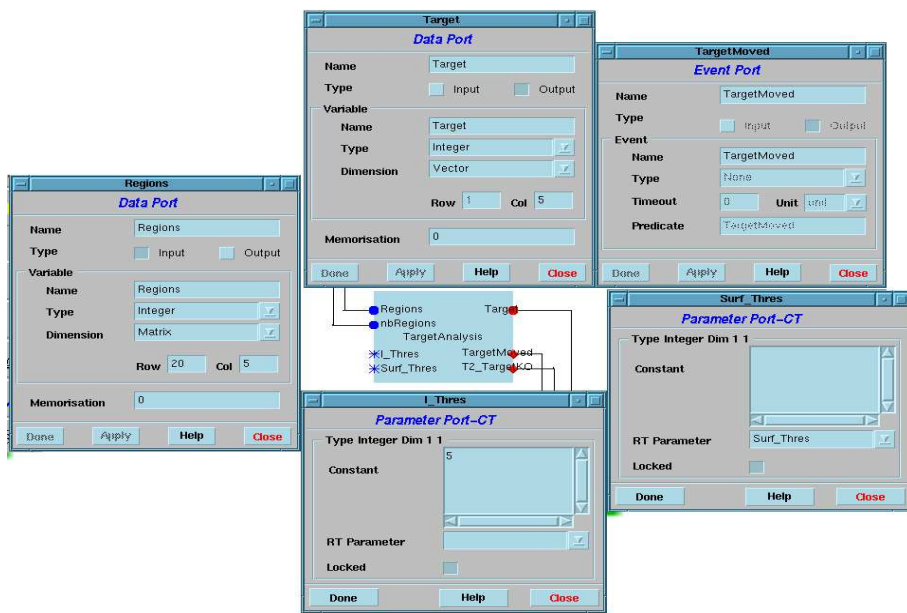 Target
Data Port
Name Target
Type Input Output
Variable
Name Target
Type Integer
Dimension Vector
Row 1 Col 5
Memorisation 0
Done Apply Help Close
TargetMoved
Event Port
Name TargetMoved
Type Input Output
Event
Name TargetMoved
Type None
Timeout 0 Unit und
Predicate TargetMoved
Done Apply Help Close
Regions
Data Port
Name Regions
Type Input Output
Variable
Name Regions
Type Integer
Dimension Matrix
Row 20 Col 5
Memorisation 0
Done Apply Help Close
Regions Target
nbRegions
TargetAnalysis
I_Thres TargetMoved
Surf_Thres T2_TargetKO
Surf_Thres
Parameter Port-CT
Type Integer Dim 1 1
Constant
RT Parameter Surf_Thres
Locked
Done Help Close
I_Thres
Parameter Port-CT
Type Integer Dim 1 1
Constant 5
RT Parameter
Locked
Done Help Close